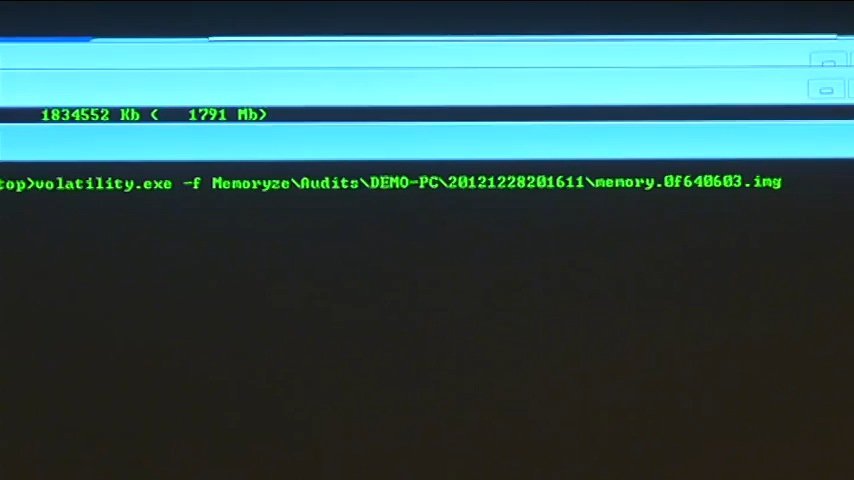 1834552 Kb (   1791 Mb)
top>volatility.exe -f Memoryze\Audits\DEMO-PC\20121228201611\memory.0f640603.img